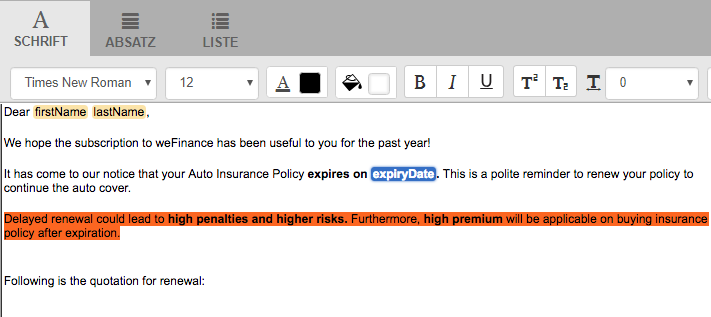 A
SCHRIFT
ABSATZ
LISTE
Times New Roman
12
A
B
I
U
T²
T₂
T
0
Dear firstName lastName,
We hope the subscription to weFinance has been useful to you for the past year!
It has come to our notice that your Auto Insurance Policy expires on expiryDate. This is a polite reminder to renew your policy to
continue the auto cover.
Delayed renewal could lead to high penalties and higher risks. Furthermore, high premium will be applicable on buying insurance
policy after expiration.
Following is the quotation for renewal: